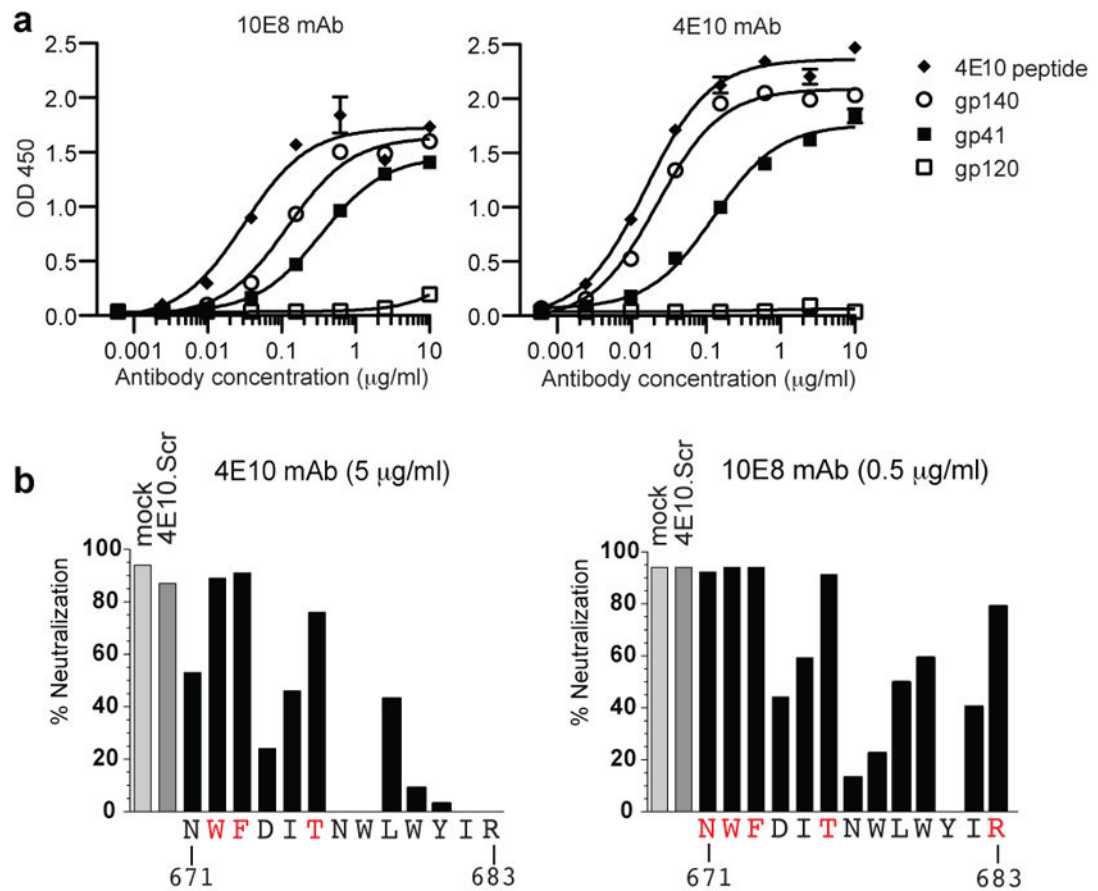 a
10E8 mAb
4E10 mAb
OD 450
2.5
2.0
1.5
1.0
0.5
0.0
0.001 0.01 0.1 1 10
Antibody concentration (μg/ml)
2.5
2.0
1.5
1.0
0.5
0.0
0.001 0.01 0.1 1 10
Antibody concentration (μg/ml)
4E10 peptide
gp140
gp41
gp120
b
4E10 mAb (5 μg/ml)
mock
4E10.Scr
% Neutralization
100
80
60
40
20
0
N W F D I T N W L W Y I R
671 683
10E8 mAb (0.5 μg/ml)
mock
4E10.Scr
% Neutralization
100
80
60
40
20
0
N W F D I T N W L W Y I R
671 683